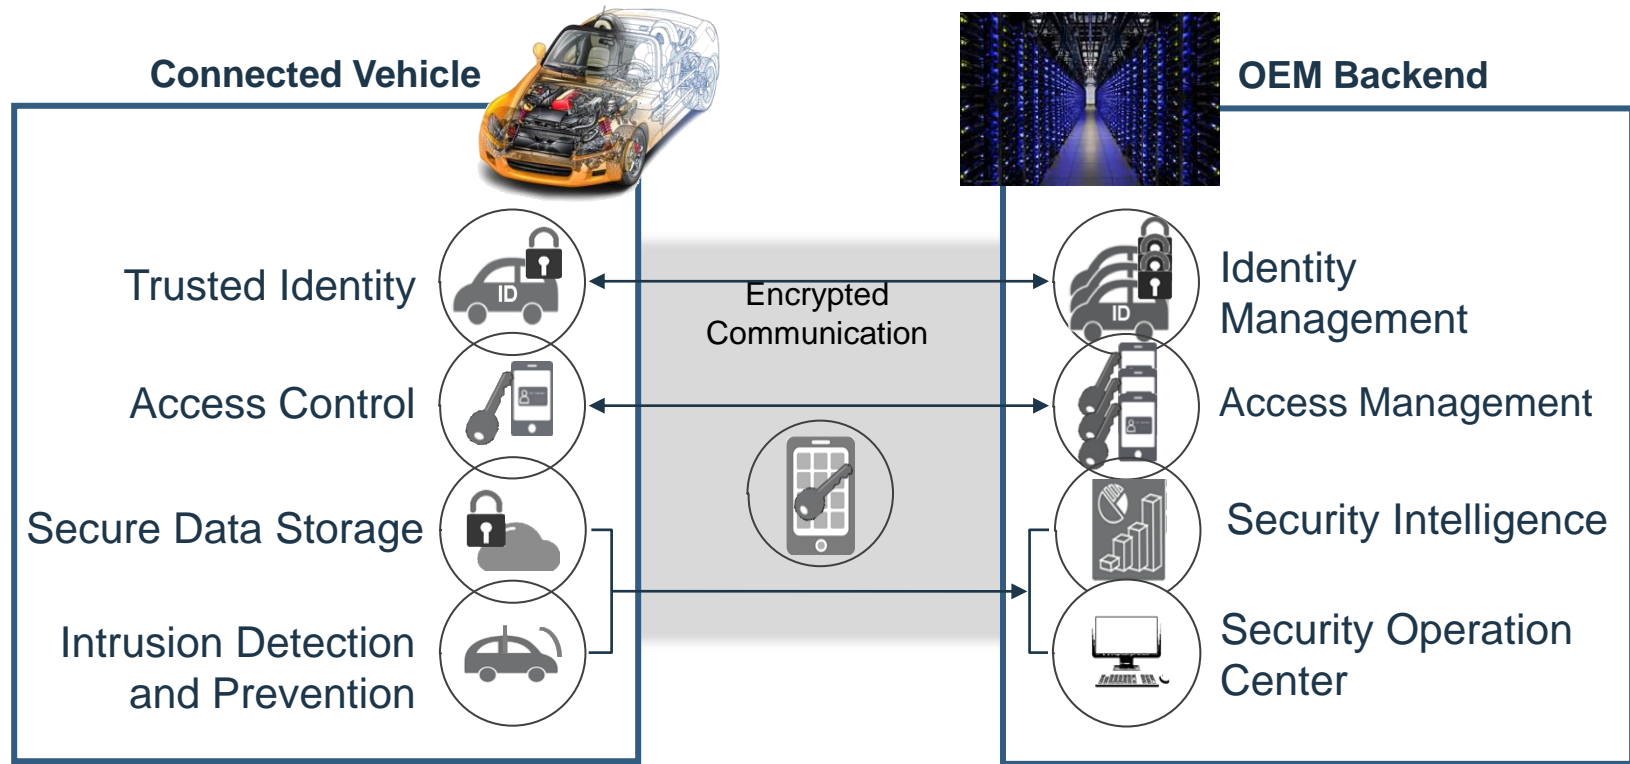 Connected Vehicle
OEM Backend
Trusted Identity
ID
Encrypted
Communication
ID
Identity
Management
Access Control
Access Management
Secure Data Storage
Security Intelligence
Intrusion Detection
and Prevention
Security Operation
Center